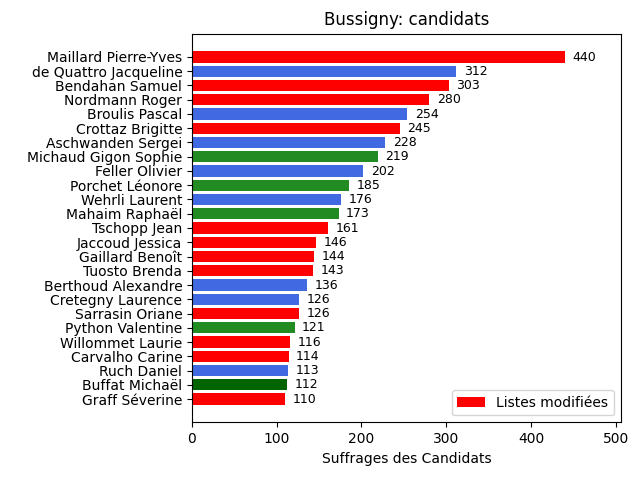 Bussigny: candidats
Maillard Pierre-Yves 440
de Quattro Jacqueline 312
Bendahan Samuel 303
Nordmann Roger 280
Broulis Pascal 254
Crottaz Brigitte 245
Aschwanden Sergei 228
Michaud Gigon Sophie 219
Feller Olivier 202
Porchet Léonore 185
Wehrli Laurent 176
Mahaim Raphaël 173
Tschopp Jean 161
Jaccoud Jessica 146
Gaillard Benoît 144
Tuosto Brenda 143
Berthoud Alexandre 136
Cretegny Laurence 126
Sarrasin Oriane 126
Python Valentine 121
Willommet Laurie 116
Carvalho Carine 114
Ruch Daniel 113
Buffat Michaël 112
Graff Séverine 110
Listes modifiées
0 100 200 300 400 500
Suffrages des Candidats